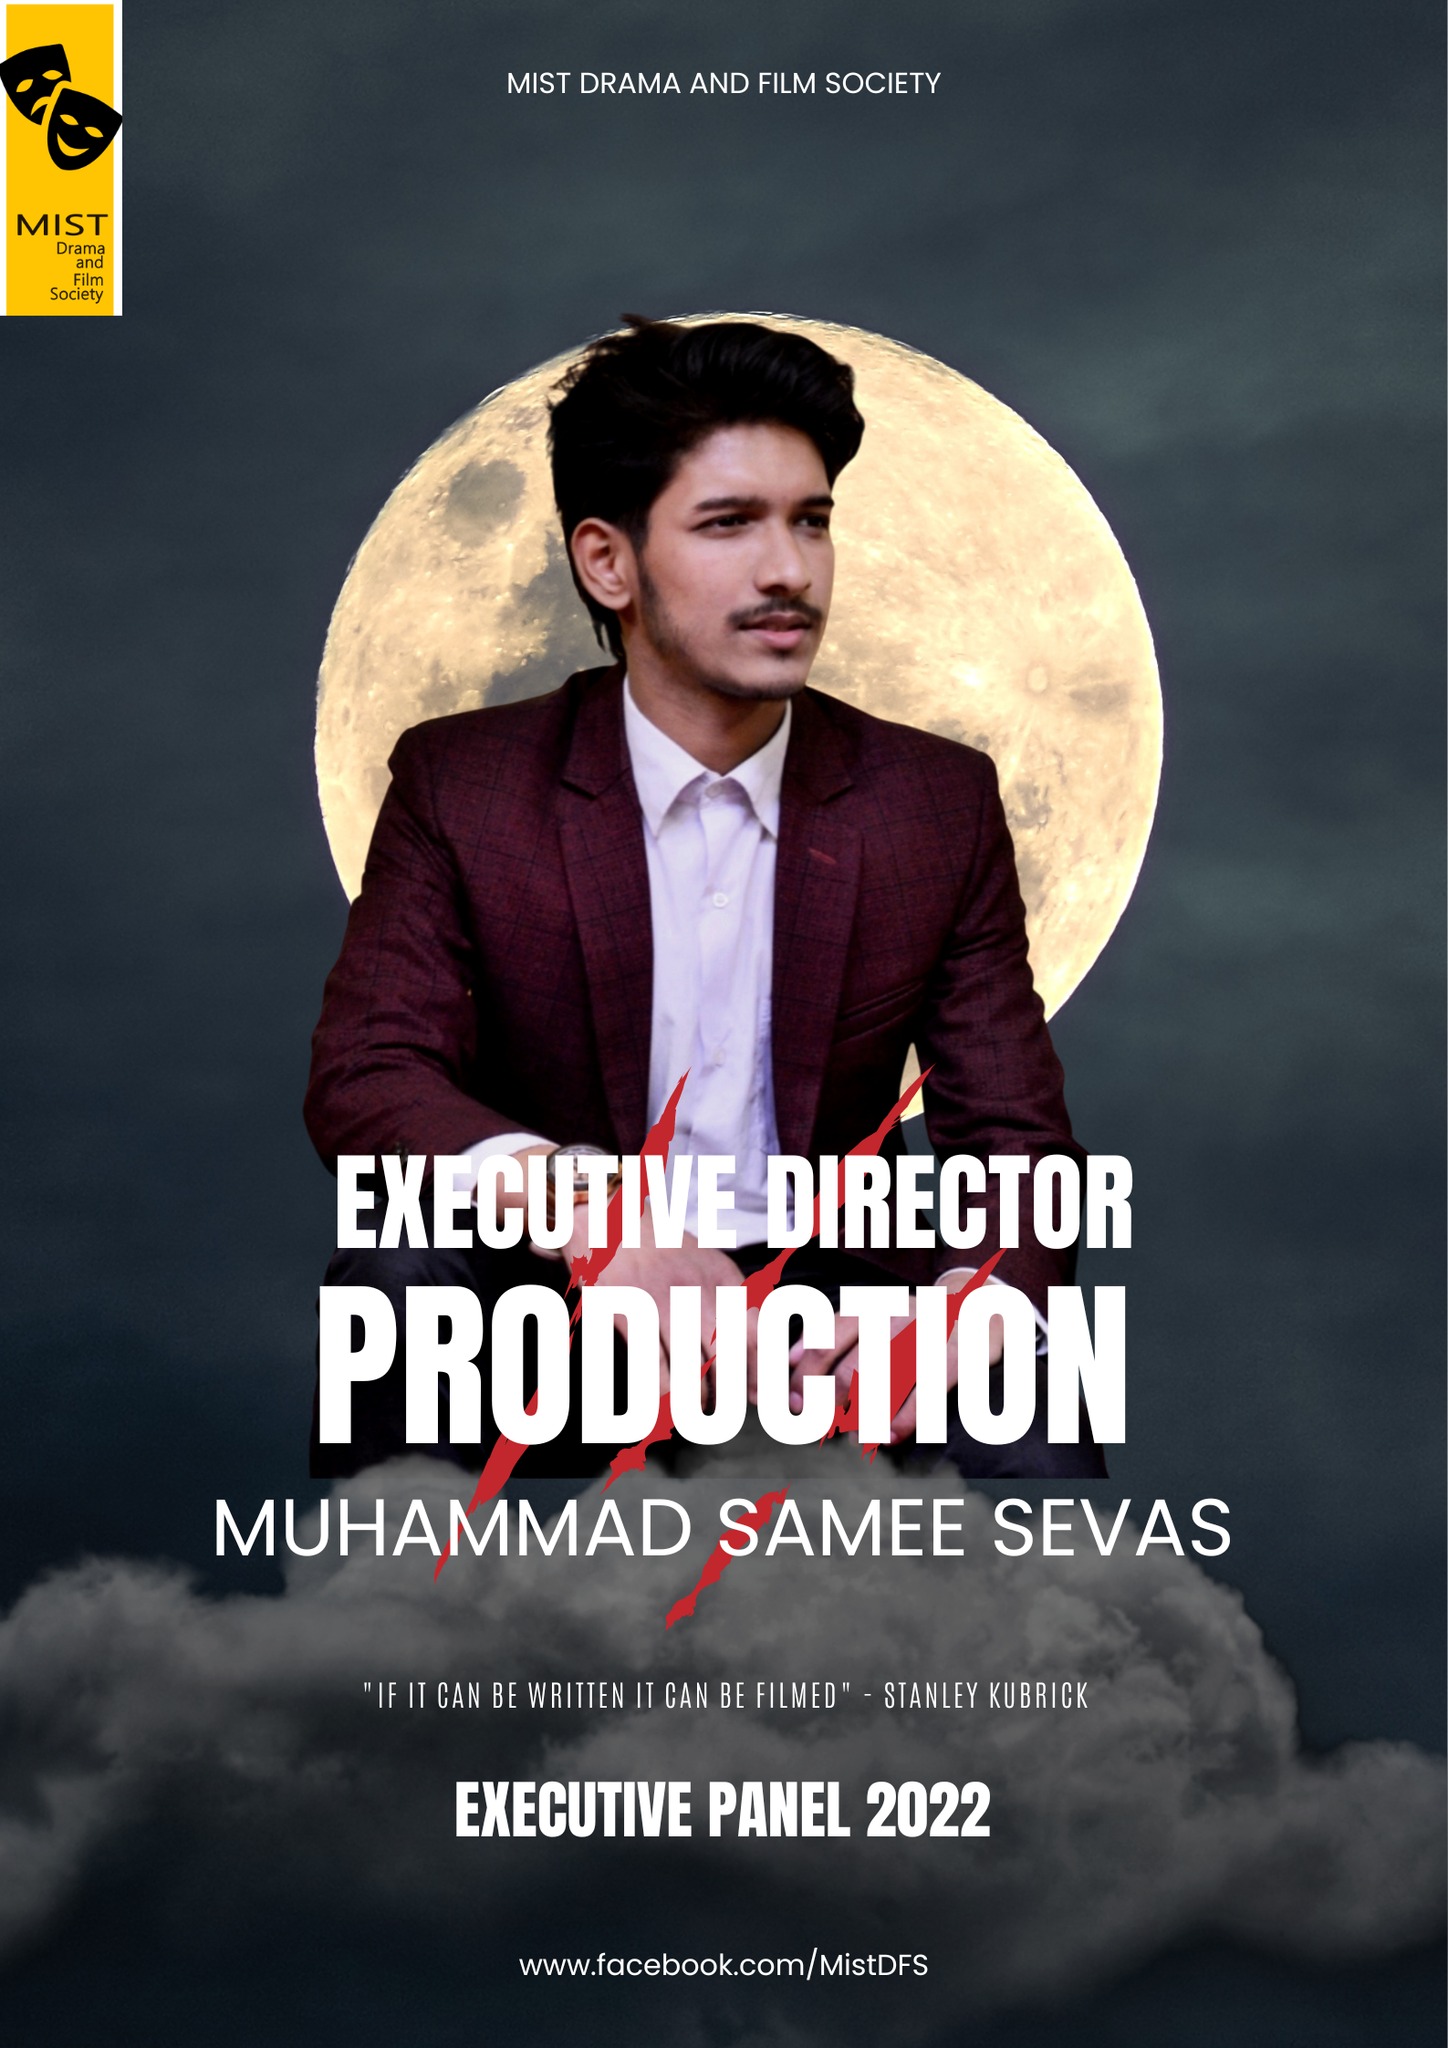 MIST
Drama
and
Film
Society
MIST DRAMA AND FILM SOCIETY
EXECUTIVE DIRECTOR
PRODUCTION
MUHAMMAD SAMEE SEVAS
"IF IT CAN BE WRITTEN IT CAN BE FILMED" - STANLEY KUBRICK
EXECUTIVE PANEL 2022
www.facebook.com/MistDFS